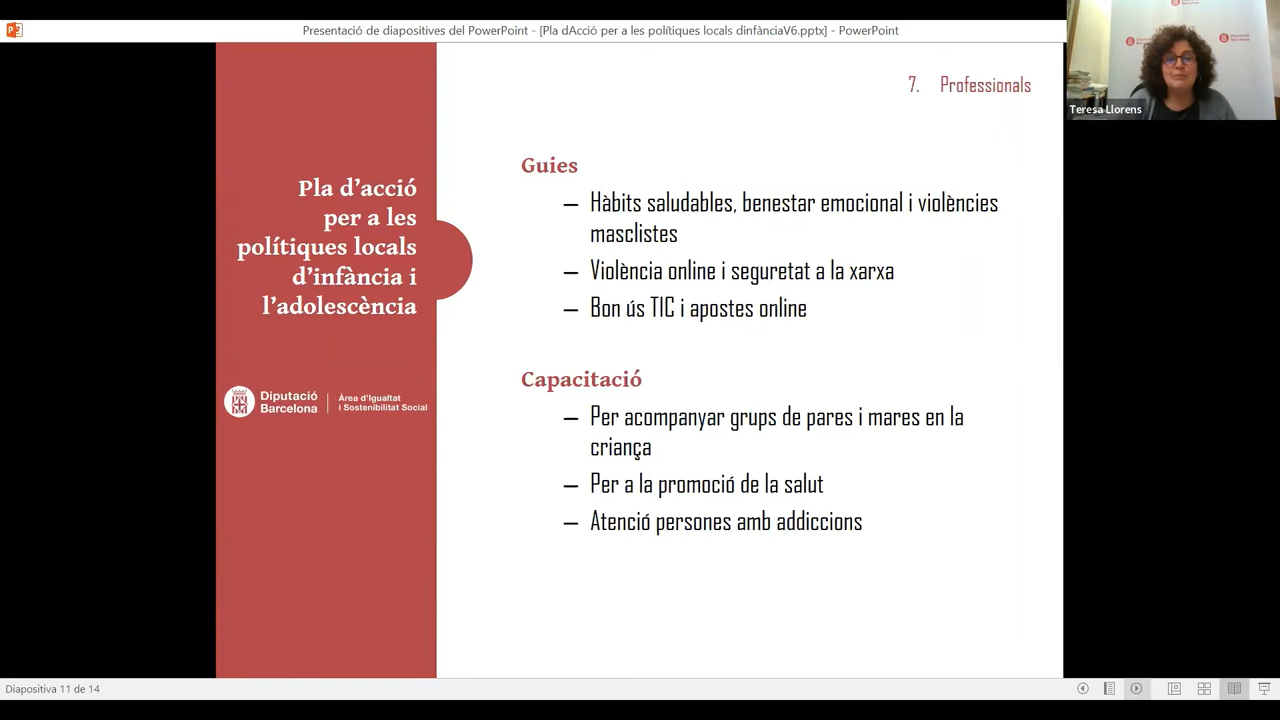 Presentació de diapositives del PowerPoint - [Pla dAcció per a les polítiques locals dinfànciaV6.pptx] - PowerPoint
Teresa Llorens
7. Professionals
Pla d’acció
per a les
polítiques locals
d’infància i
l’adolescència
Diputació
Barcelona
Àrea d’Igualtat
i Sostenibilitat Social
Guies
– Hàbits saludables, benestar emocional i violències
masclistes
– Violència online i seguretat a la xarxa
– Bon ús TIC i apostes online
Capacitació
– Per acompanyar grups de pares i mares en la
criança
– Per a la promoció de la salut
– Atenció persones amb addiccions
Diapositiva 11 de 14